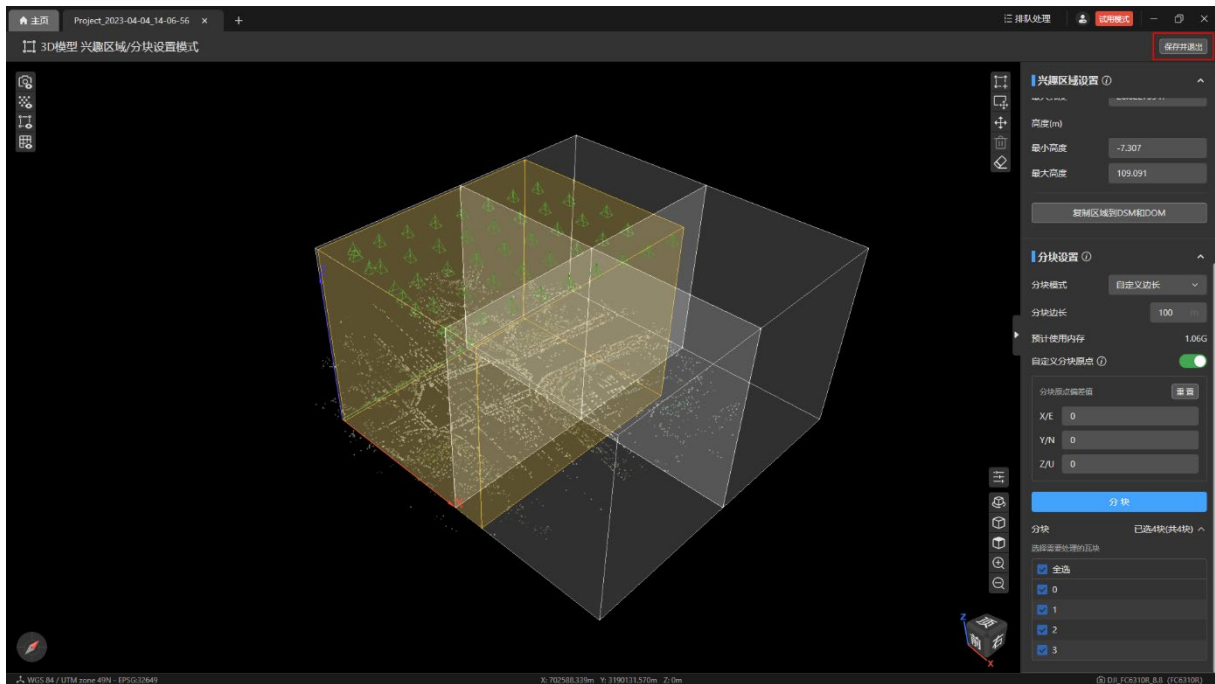 主页
Project_2023-04-04_14-06-56
排队处理
试用模式
3D模型 兴趣区域/分块设置模式
保存并退出
兴趣区域设置
高度(m)
最小高度 -7.307
最大高度 109.091
复制区域到DSM和DOM
分块设置
分块模式 自定义边长
分块边长 100 m
预计使用内存 1.06G
自定义分块原点
分块原点偏差值 重置
X/E 0
Y/N 0
Z/U 0
分块
分块 已选4块(共4块)
选择需要处理的瓦块
全选
0
1
2
3
Z
顶
前 右
X
WGS 84 / UTM zone 49N - EPSG:32649
X: 702588.339m Y: 3190131.570m Z: 0m
DJI_FC6310R_8.8 (FC6310R)